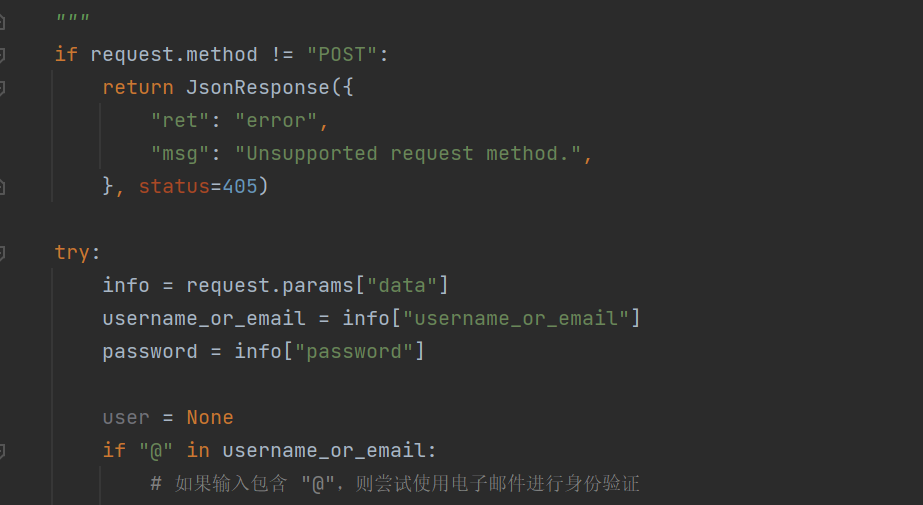 """
if request.method != "POST":
return JsonResponse({
"ret": "error",
"msg": "Unsupported request method.",
}, status=405)
try:
info = request.params["data"]
username_or_email = info["username_or_email"]
password = info["password"]
user = None
if "@" in username_or_email:
# 如果输入包含 "@"，则尝试使用电子邮件进行身份验证